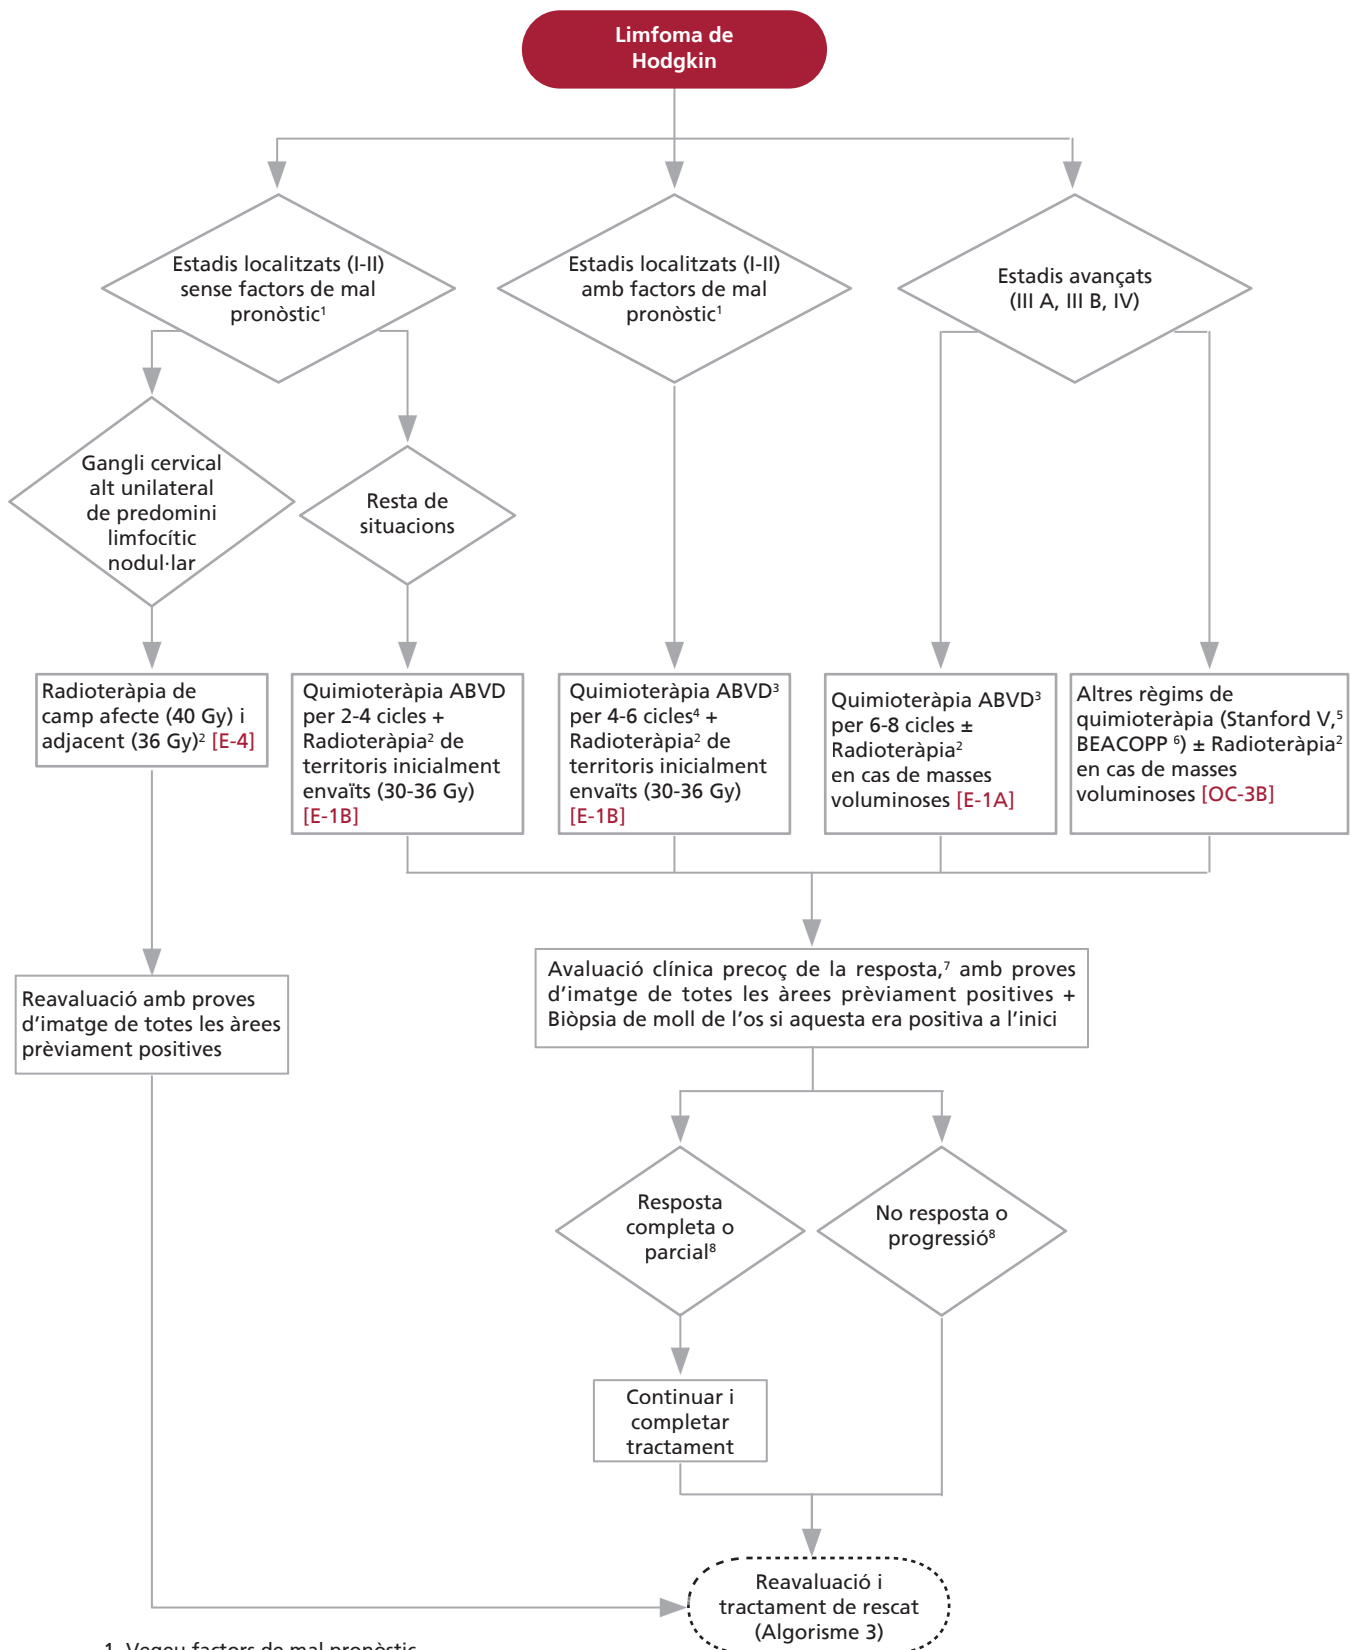 Limfoma de
Hodgkin
Estadis localitzats (I-II)
sense factors de mal
pronòstic¹
Estadis localitzats (I-II)
amb factors de mal
pronòstic¹
Estadis avançats
(III A, III B, IV)
Gangli cervical
alt unilateral
de predomini
limfocític
nodul·lar
Resta de
situacions
Radioteràpia de
camp afecte (40 Gy) i
adjacent (36 Gy)² [E-4]
Quimioteràpia ABVD
per 2-4 cicles +
Radioteràpia² de
territoris inicialment
envaïts (30-36 Gy)
[E-1B]
Quimioteràpia ABVD³
per 4-6 cicles⁴ +
Radioteràpia² de
territoris inicialment
envaïts (30-36 Gy)
[E-1B]
Quimioteràpia ABVD³
per 6-8 cicles ±
Radioteràpia²
en cas de masses
voluminoses [E-1A]
Altres règims de
quimioteràpia (Stanford V,⁵
BEACOPP ⁶) ± Radioteràpia²
en cas de masses
voluminoses [OC-3B]
Reavaluació amb proves
d'imatge de totes les àrees
prèviament positives
Avaluació clínica precoç de la resposta,⁷ amb proves
d'imatge de totes les àrees prèviament positives +
Biòpsia de moll de l'os si aquesta era positiva a l'inici
Resposta
completa o
parcial⁸
No resposta o
progressió⁸
Continuar i
completar
tractament
Reavaluació i
tractament de rescat
(Algorisme 3)
1. Vegeu factors de mal pronòstic